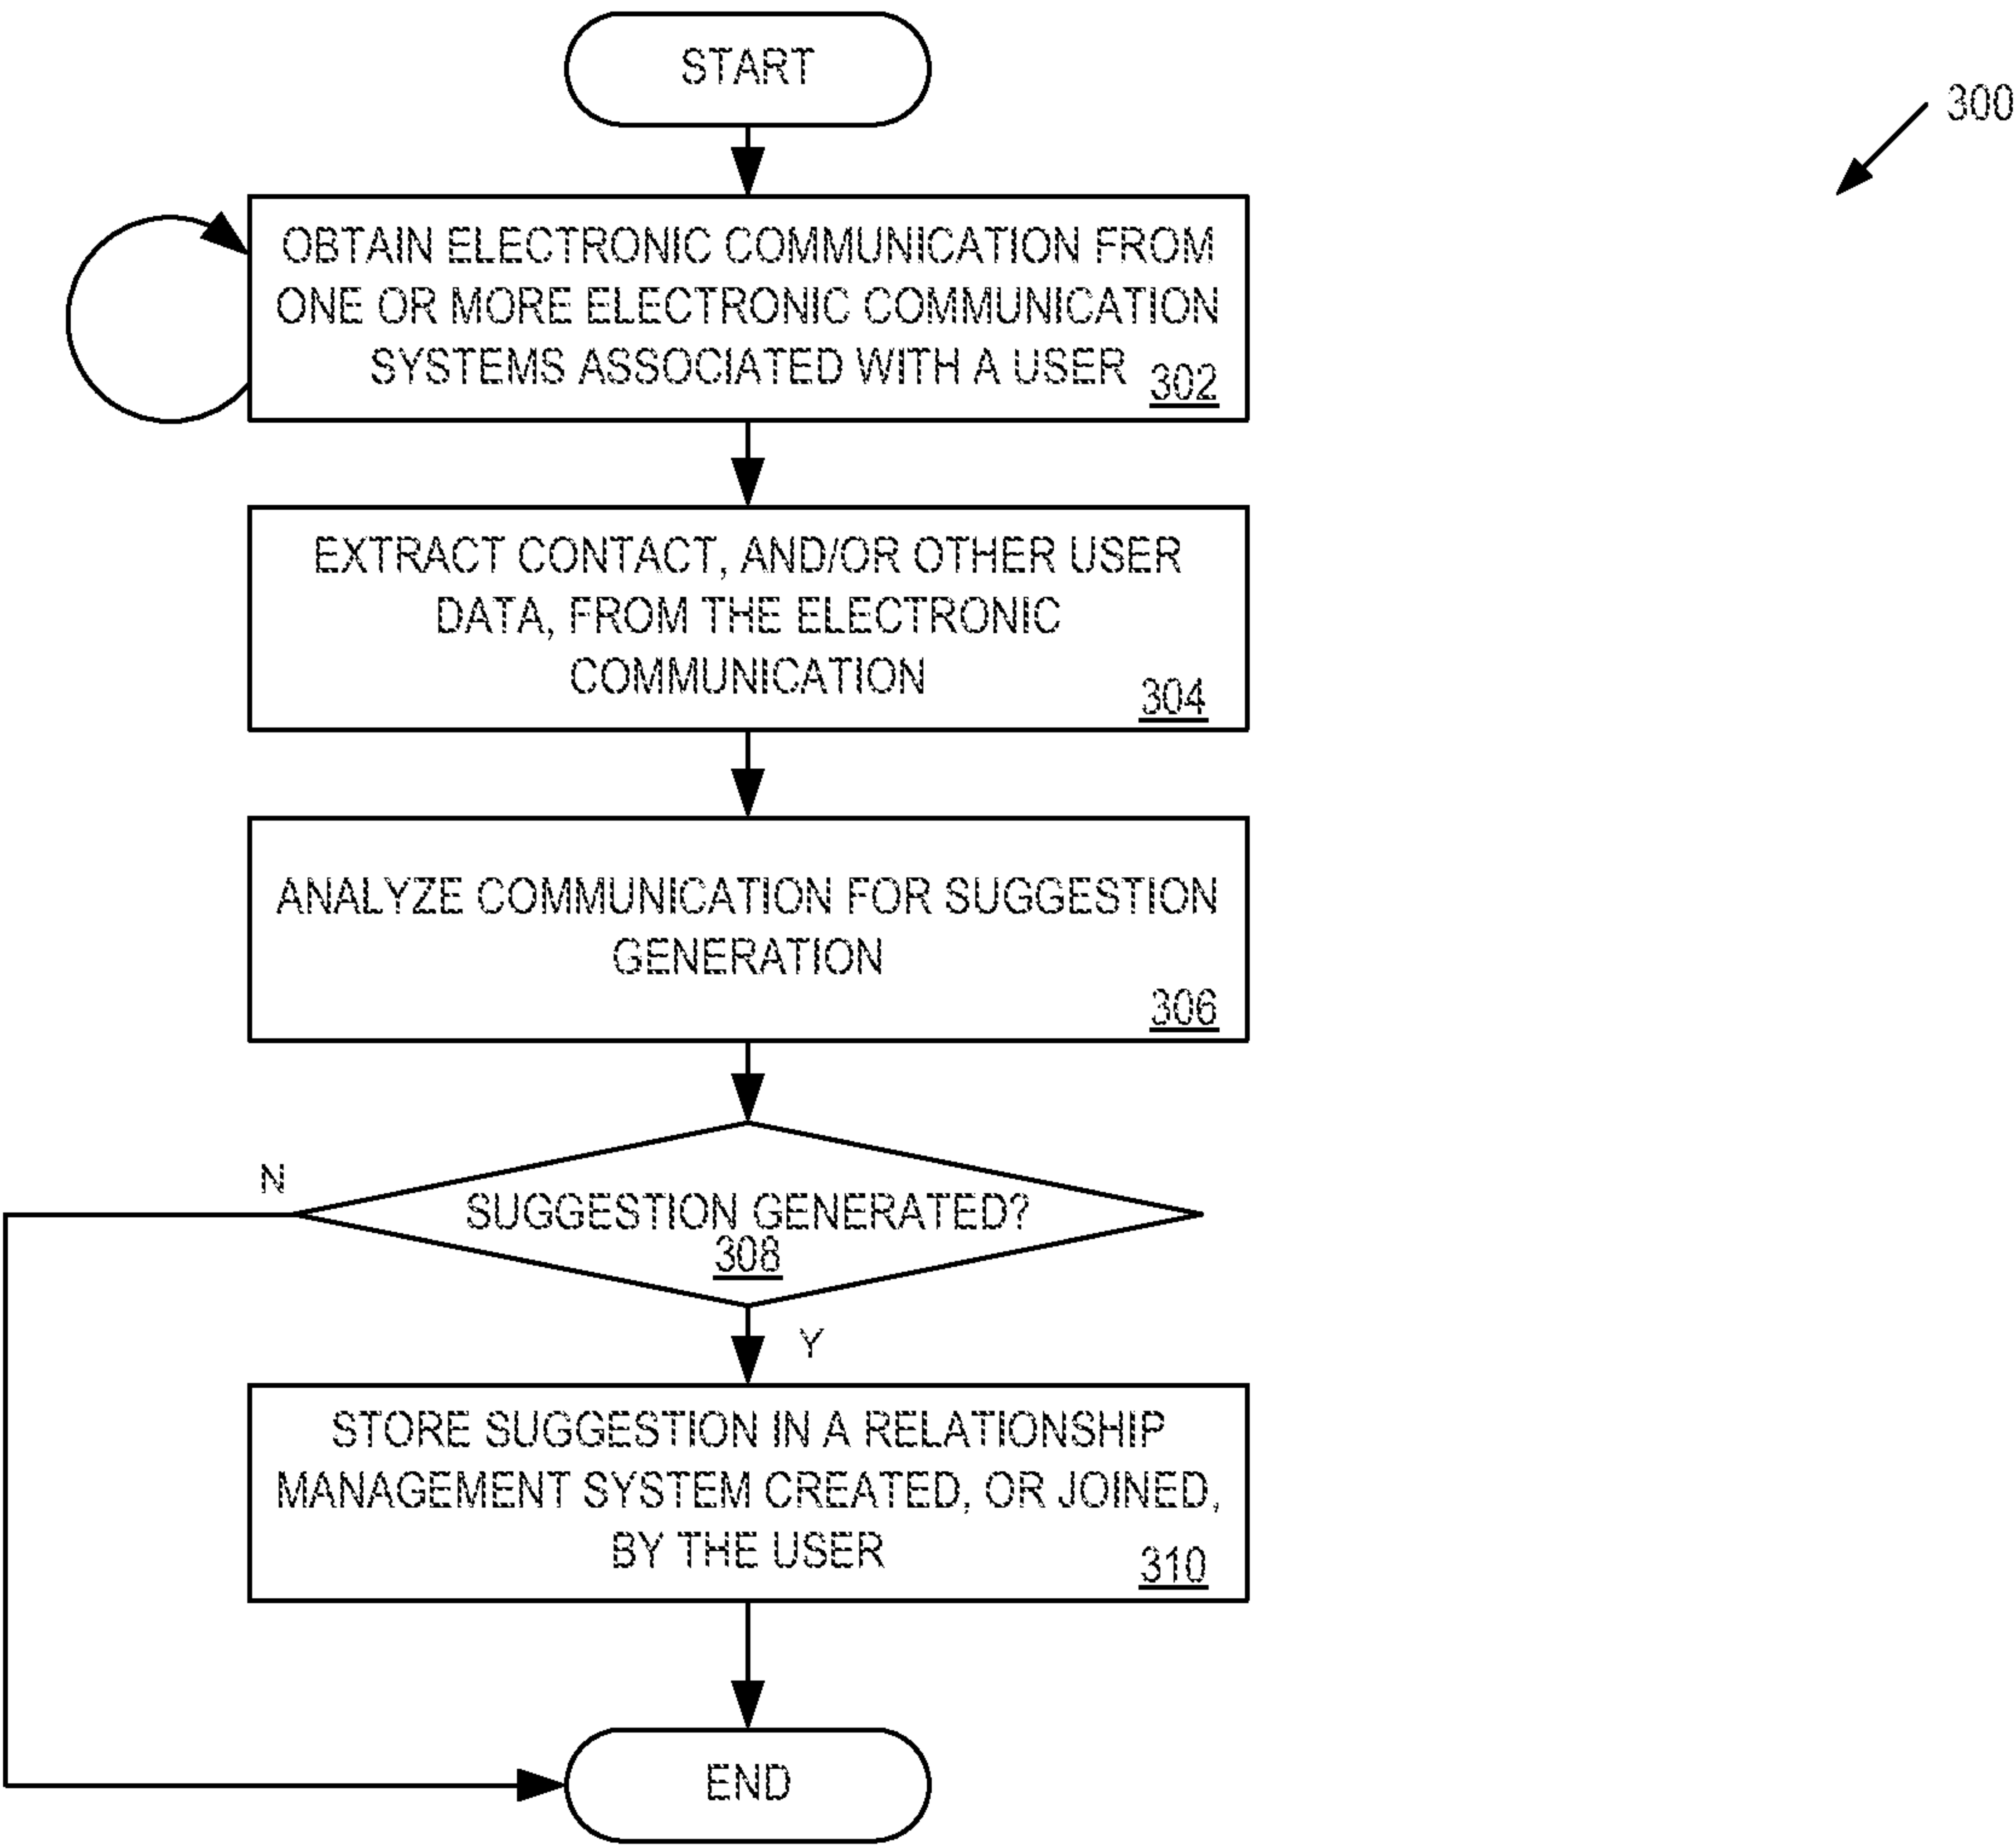 START
300
OBTAIN ELECTRONIC COMMUNICATION FROM
ONE OR MORE ELECTRONIC COMMUNICATION
SYSTEMS ASSOCIATED WITH A USER
302
EXTRACT CONTACT, AND/OR OTHER USER
DATA, FROM THE ELECTRONIC
COMMUNICATION
304
ANALYZE COMMUNICATION FOR SUGGESTION
GENERATION
306
N
SUGGESTION GENERATED?
308
Y
STORE SUGGESTION IN A RELATIONSHIP
MANAGEMENT SYSTEM CREATED, OR JOINED,
BY THE USER
310
END